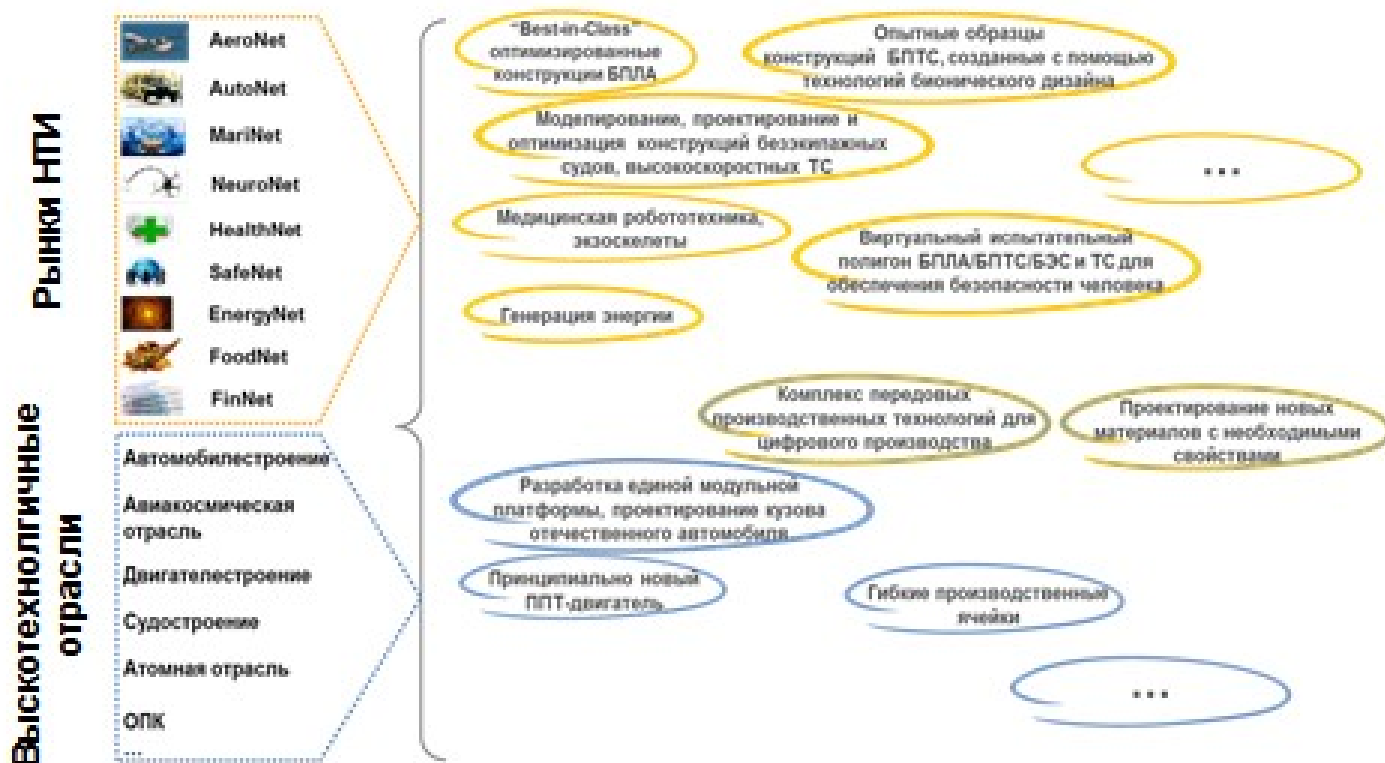 Рынки НТИ
AeroNet
AutoNet
MariNet
NeuroNet
HealthNet
SafeNet
EnergyNet
FoodNet
FinNet
"Best-in-Class"
оптимизированные
конструкции БПЛА
Опытные образцы
конструкций БПТС, созданные с помощью
технологий бионического дизайна
Моделирование, проектирование и
оптимизация конструкций безэкипажных
судов, высокоскоростных ТС
...
Медицинская робототехника,
экзоскелеты
Виртуальный испытательный
полигон БПЛА/БПТС/БЭС и ТС для
обеспечения безопасности человека
Генерация энергии
Комплекс передовых
производственных технологий для
цифрового производства
Проектирование новых
материалов с необходимыми
свойствами
Выскотехнологичные
отрасли
Автомобилестроение
Авиакосмическая
отрасль
Двигателестроение
Судостроение
Атомная отрасль
ОПК
...
Разработка единой модульной
платформы, проектирование кузова
отечественного автомобиля
Принципиально новый
ППТ-двигатель
Гибкие производственные
ячейки
...